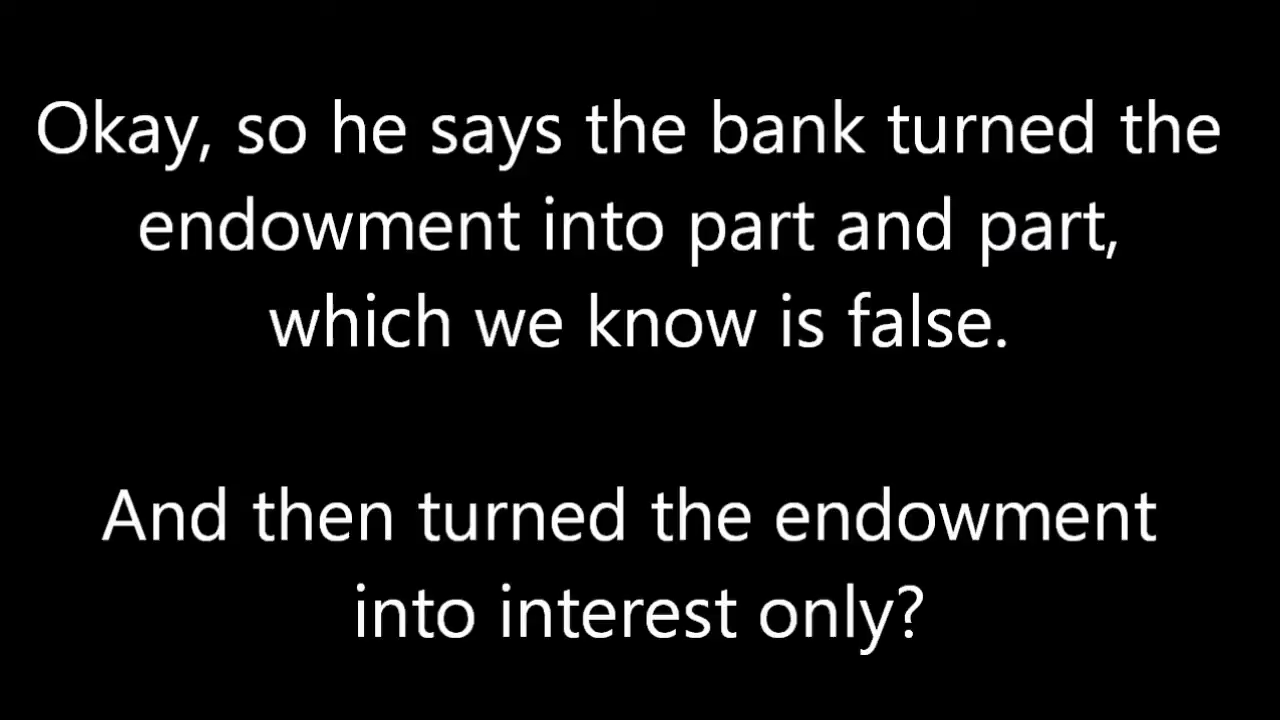 Okay, so he says the bank turned the
endowment into part and part,
which we know is false.
And then turned the endowment
into interest only?